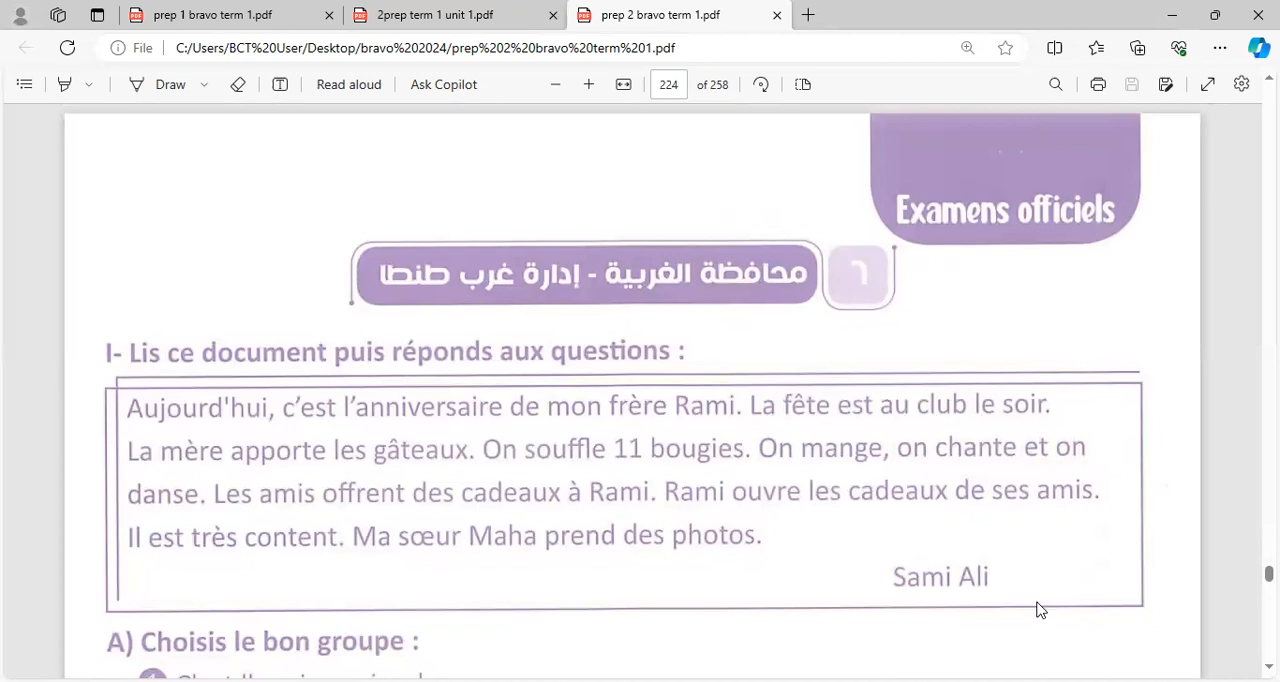 prep 1 bravo term 1.pdf
2prep term 1 unit 1.pdf
prep 2 bravo term 1.pdf
File
C:/Users/BCT%20User/Desktop/bravo%202024/prep%202%20bravo%20term%201.pdf
Draw
Read aloud
Ask Copilot
224 of 258
Examens officiels
٦ محافظة الغربية - إدارة غرب طنطا
I- Lis ce document puis réponds aux questions :
Aujourd'hui, c'est l'anniversaire de mon frère Rami. La fête est au club le soir.
La mère apporte les gâteaux. On souffle 11 bougies. On mange, on chante et on
danse. Les amis offrent des cadeaux à Rami. Rami ouvre les cadeaux de ses amis.
Il est très content. Ma sœur Maha prend des photos.
Sami Ali
A) Choisis le bon groupe :